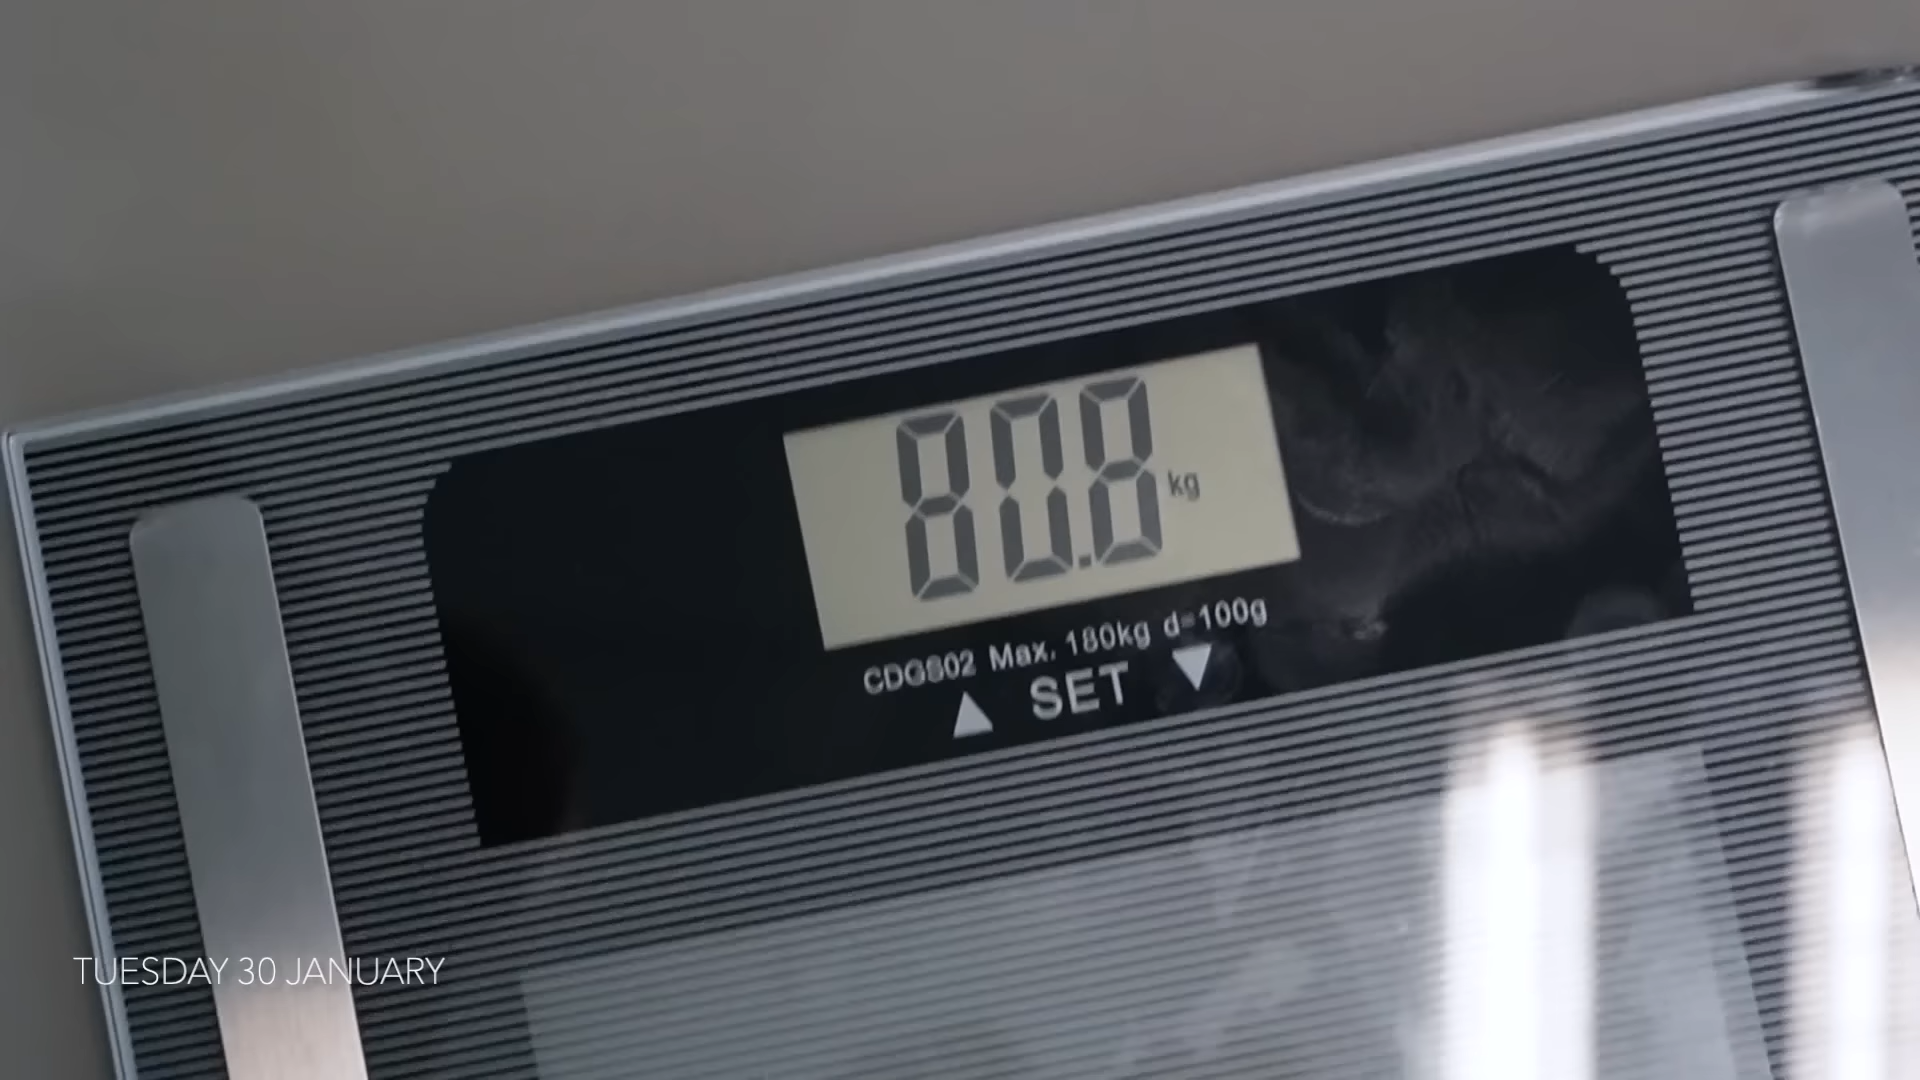 80.8 kg
CDGS02 Max. 180kg d=100g
▲ SET ▼
TUESDAY 30 JANUARY